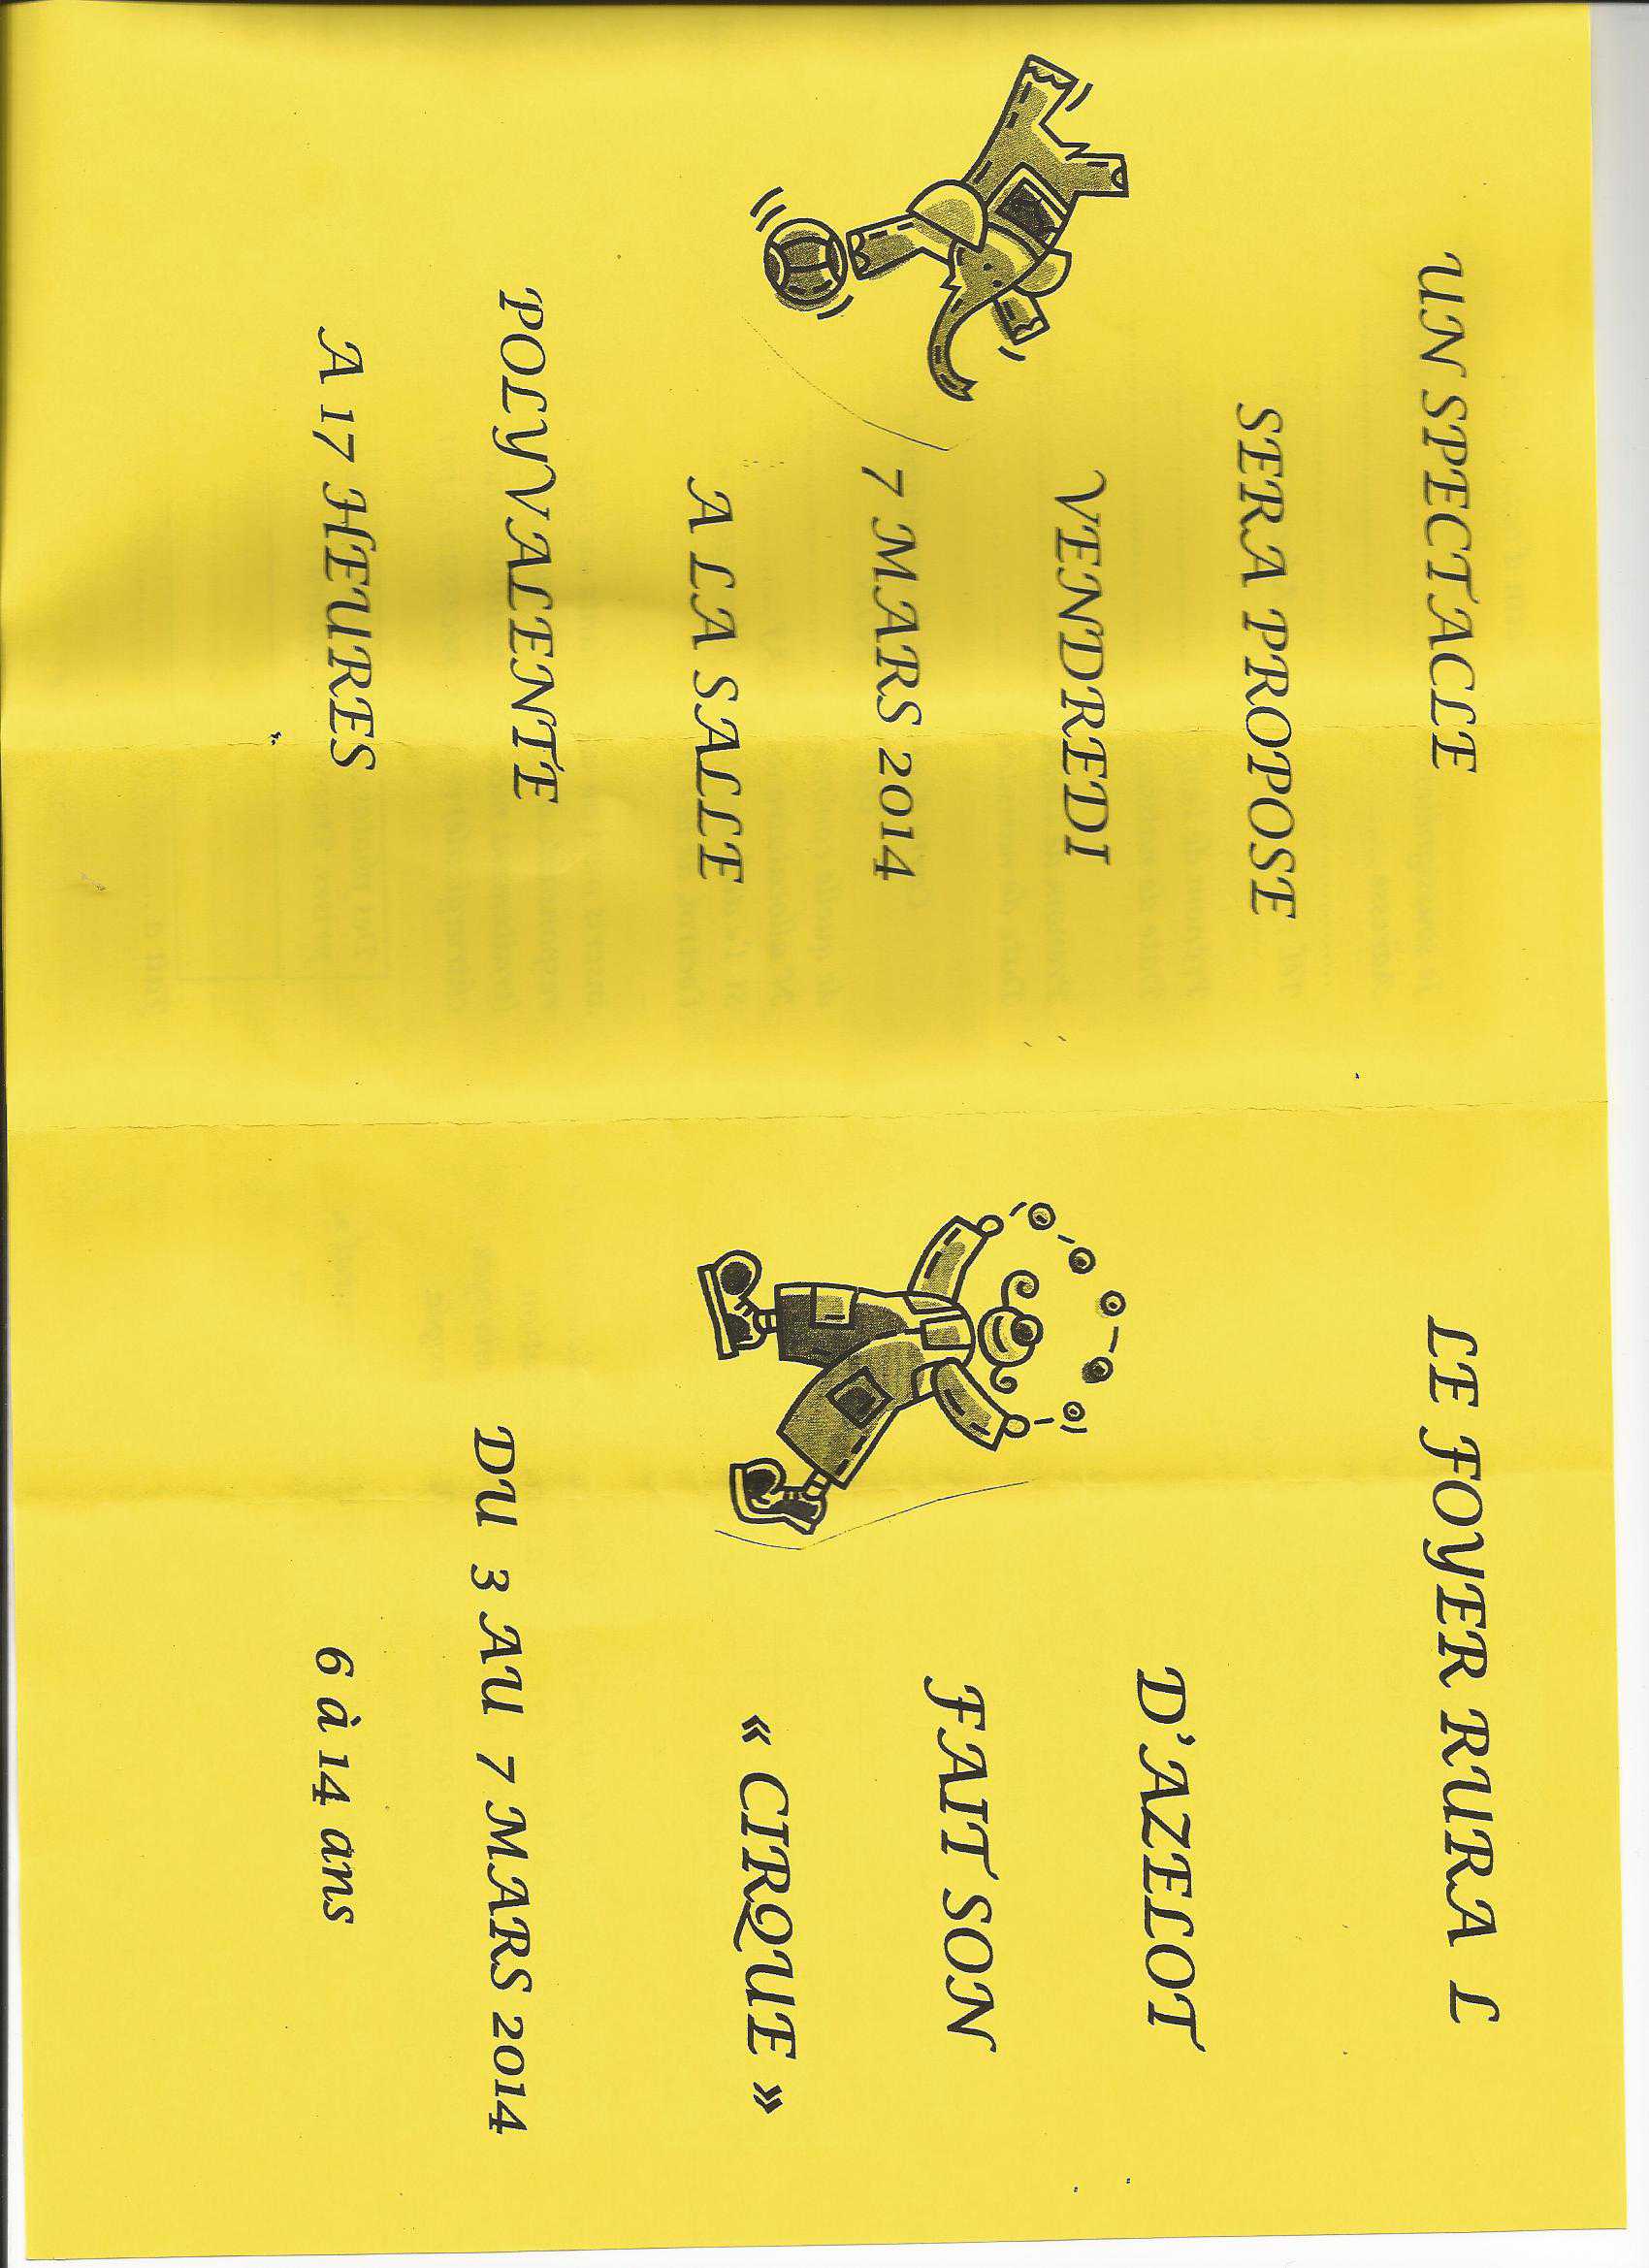 UN SPECTACLE
SERA PROPOSE
VENDREDI
7 MARS 2014
A LA SALLE
POLYVALENTE
A 17 HEURES
LE FOYER RURA L
D'AZELOT
FAIT SON
« CIRQUE »
DU 3 AU 7 MARS 2014
6 à 14 ans